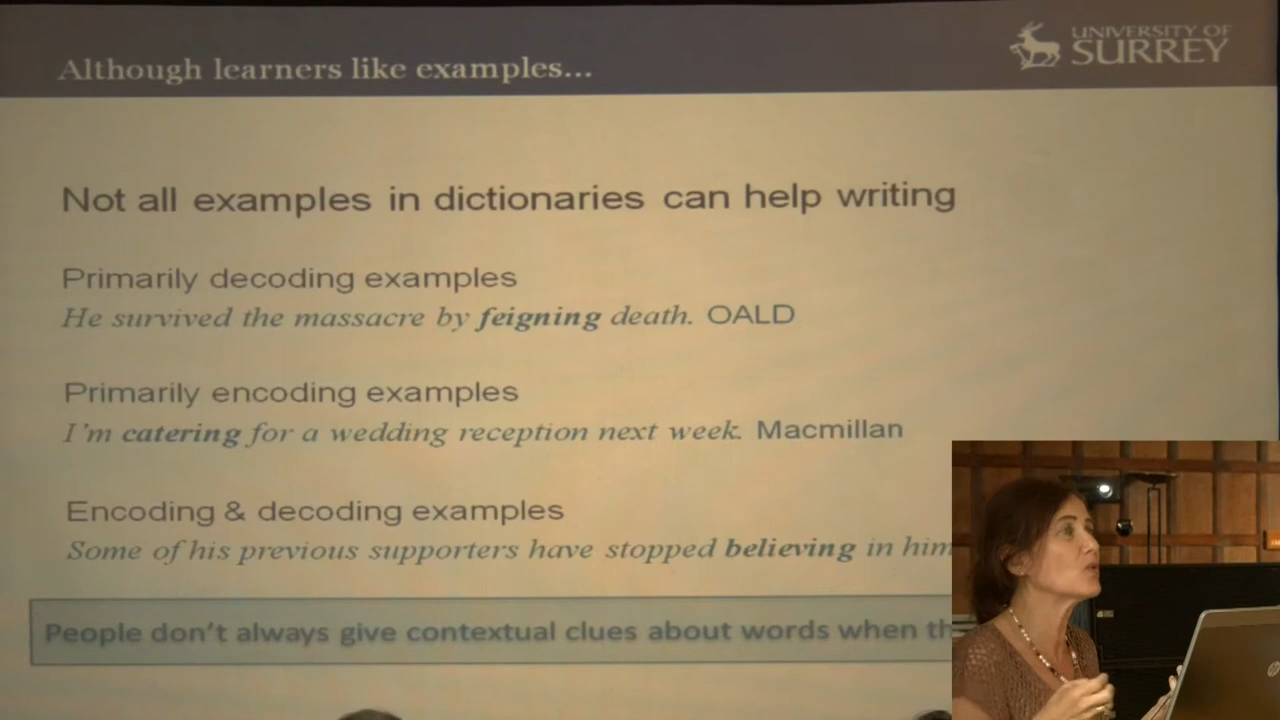 Although learners like examples...
UNIVERSITY OF
SURREY
Not all examples in dictionaries can help writing
Primarily decoding examples
He survived the massacre by feigning death. OALD
Primarily encoding examples
I'm catering for a wedding reception next week. Macmillan
Encoding & decoding examples
Some of his previous supporters have stopped believing in him
People don't always give contextual clues about words when th